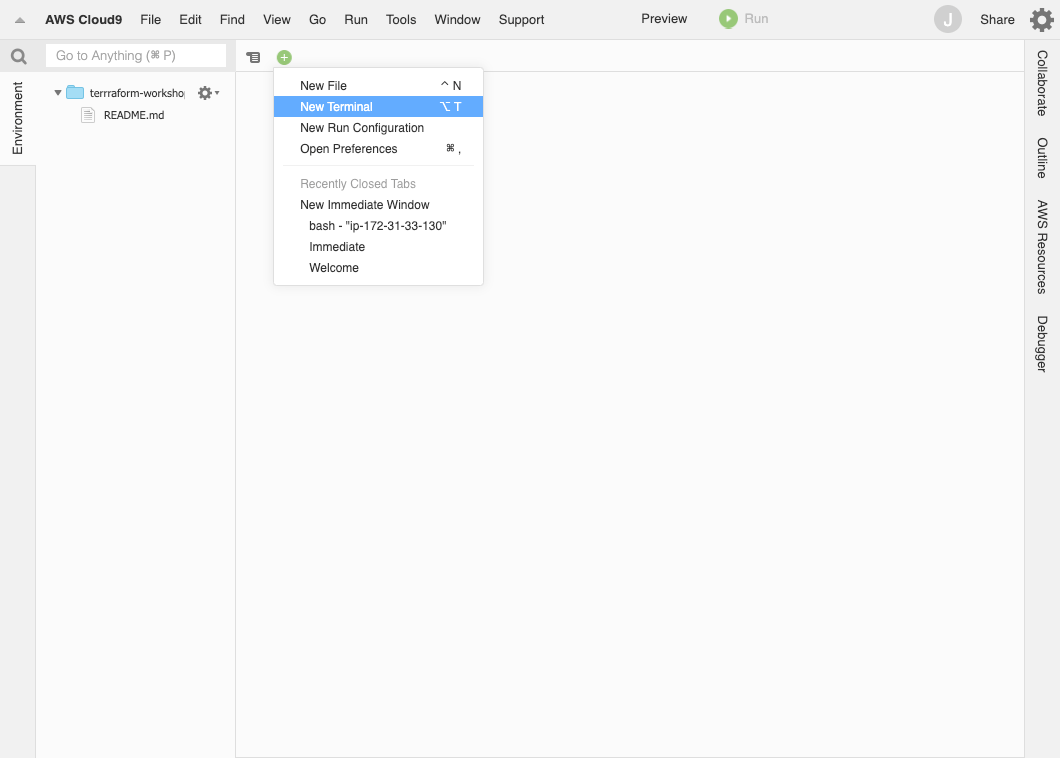 AWS Cloud9 File Edit Find View Go Run Tools Window Support Preview Run J Share
Go to Anything (⌘ P)
Environment
terrraform-worksho
README.md
New File ^ N
New Terminal ⌥ T
New Run Configuration
Open Preferences ⌘ ,
Recently Closed Tabs
New Immediate Window
bash - "ip-172-31-33-130"
Immediate
Welcome
Collaborate
Outline
AWS Resources
Debugger